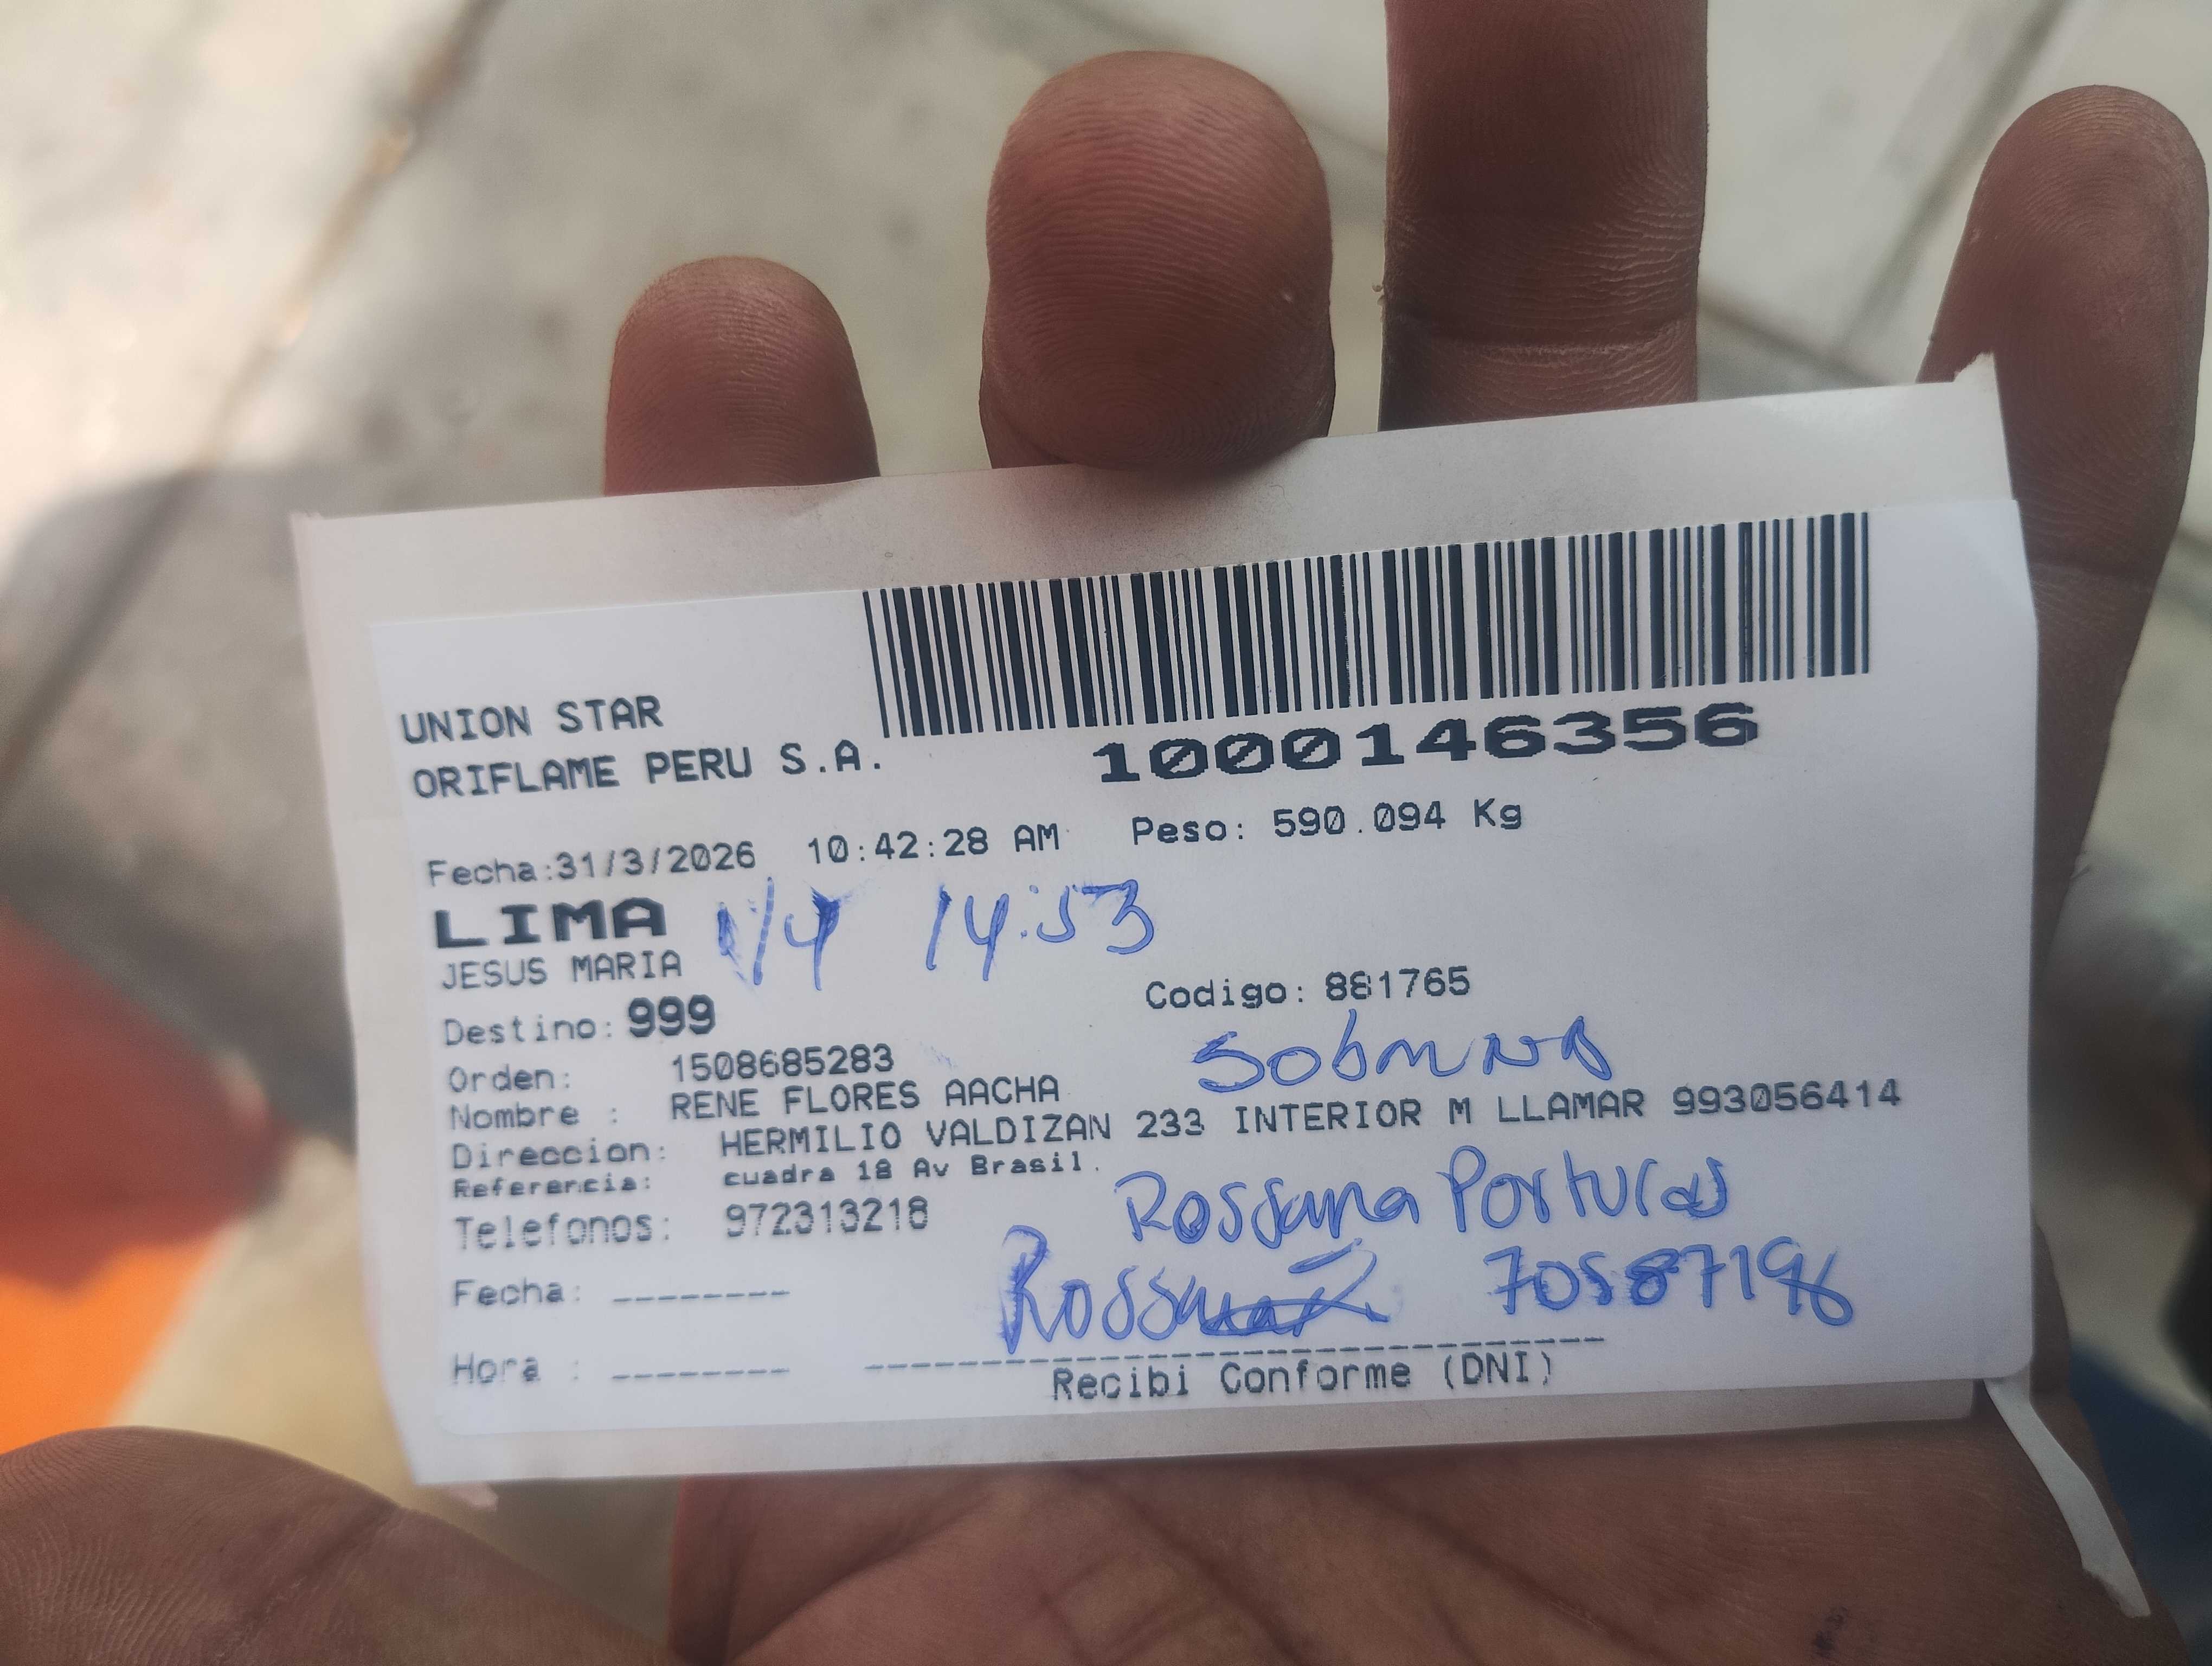 UNION STAR
ORIFLAME PERU S.A.
1000146356
Fecha:31/3/2026 10:42:28 AM Peso: 590.094 Kg
LIMA 1/4 14:53
JESUS MARIA
Destino: 999 Codigo: 881765
Orden: 1508685283
Sobrina
Nombre : RENE FLORES AACHA
Direccion: HERMILIO VALDIZAN 233 INTERIOR M LLAMAR 993056414
Referencia: cuadra 18 Av Brasil.
Telefonos: 972313218
Rossana Porturas
Fecha: --------
70587196
Hora : --------
Recibi Conforme (DNI)